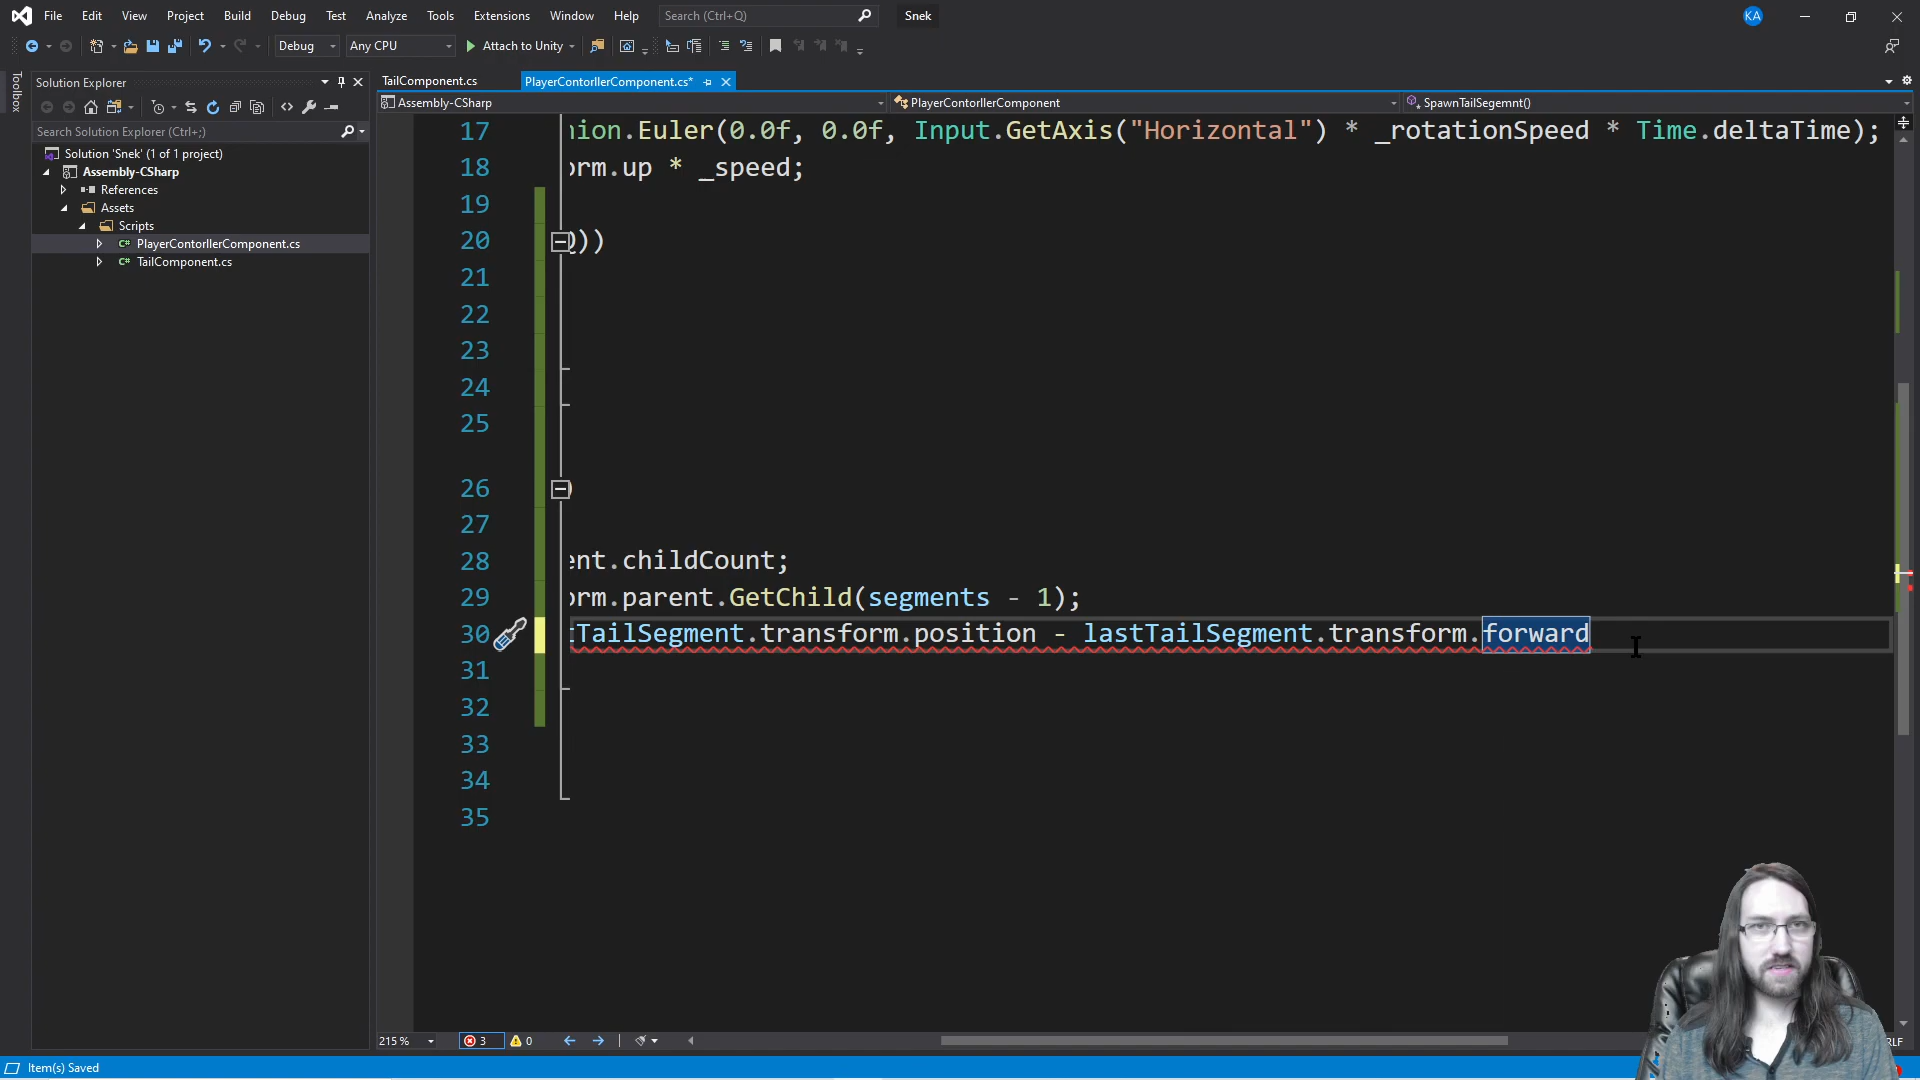 File Edit View Project Build Debug Test Analyze Tools Extensions Window Help Search (Ctrl+Q) Snek KA
Debug Any CPU Attach to Unity
Toolbox
Solution Explorer
Search Solution Explorer (Ctrl+;)
Solution 'Snek' (1 of 1 project)
Assembly-CSharp
References
Assets
Scripts
C# PlayerContorllerComponent.cs
C# TailComponent.cs
TailComponent.cs PlayerContorllerComponent.cs*
Assembly-CSharp PlayerContorllerComponent SpawnTailSegemnt()
17 nion.Euler(0.0f, 0.0f, Input.GetAxis("Horizontal") * _rotationSpeed * Time.deltaTime);
18 orm.up * _speed;
19
20 )))
21
22
23
24
25
26 )
27
28 ent.childCount;
29 orm.parent.GetChild(segments - 1);
30 tTailSegment.transform.position - lastTailSegment.transform.forward
31
32
33
34
35
215 % 3 0 RLF
Item(s) Saved